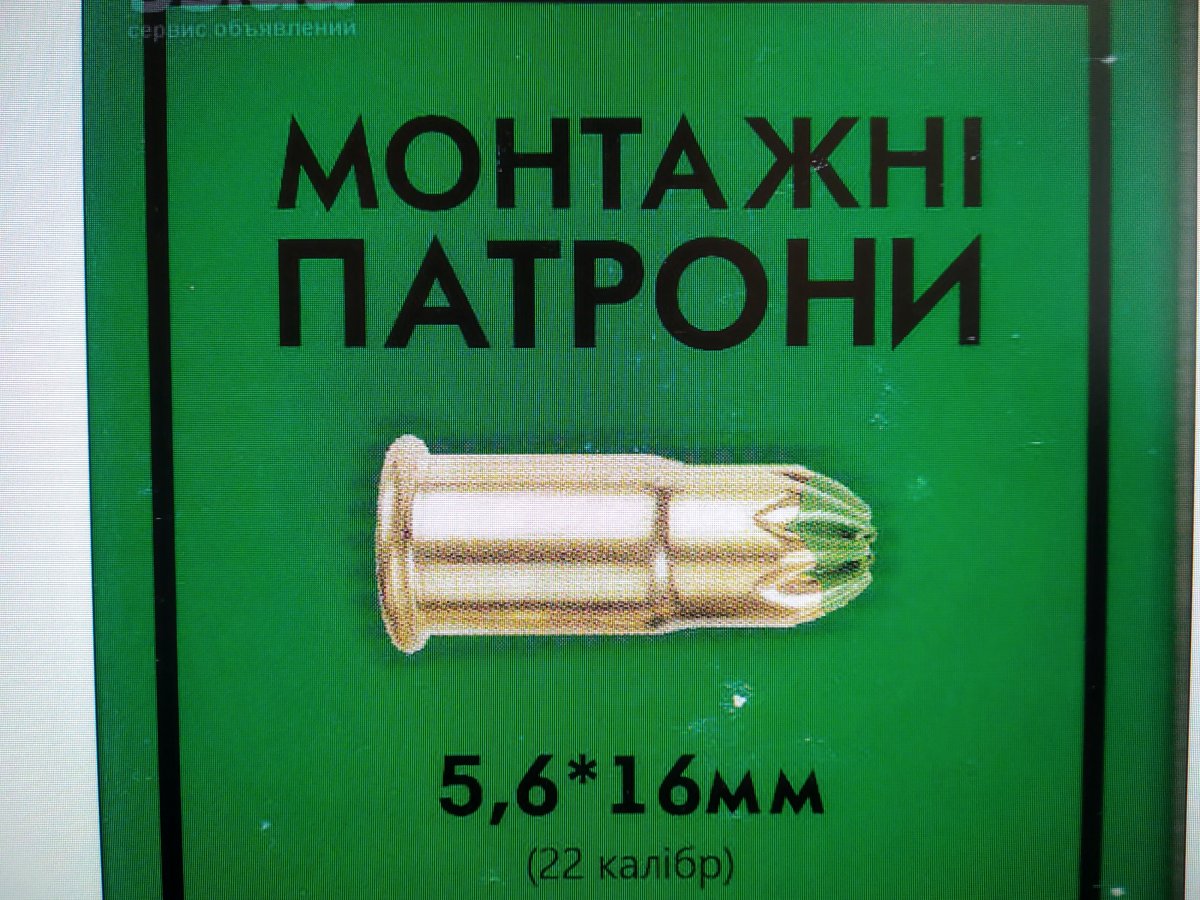 сервис объявлений
МОНТАЖНІ
ПАТРОНИ
5,6*16мм
(22 калібр)